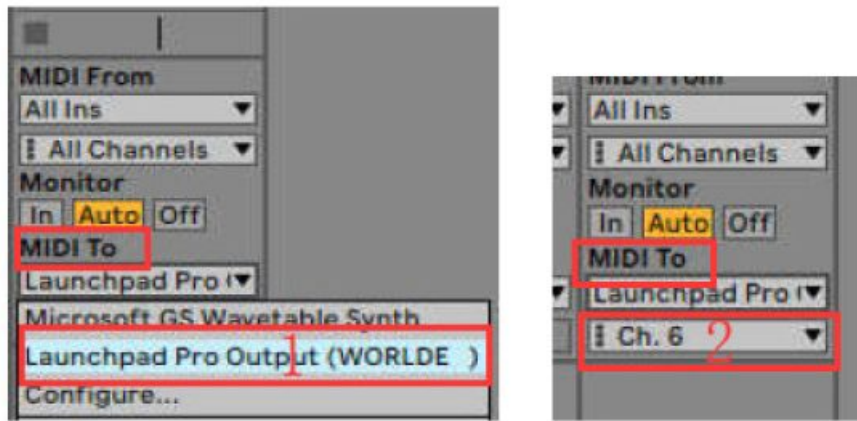 MIDI From
All Ins
All Channels
Monitor
In Auto Off
MIDI To
Launchpad Pro
Microsoft GS Wavetable Synth
Launchpad Pro Output (WORLDE )
1
Configure...
MIDI From
All Ins
All Channels
Monitor
In Auto Off
MIDI To
Launchpad Pro
Ch. 6
2